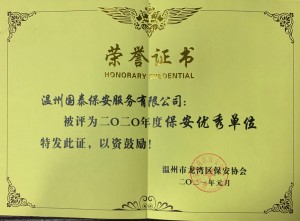 荣誉证书
HONORARY CREDENTIAL
温州国泰保安服务有限公司：
被评为二〇二〇年度保安优秀单位
特发此证，以资鼓励！
温州市龙湾区保安协会
二〇二一年元月